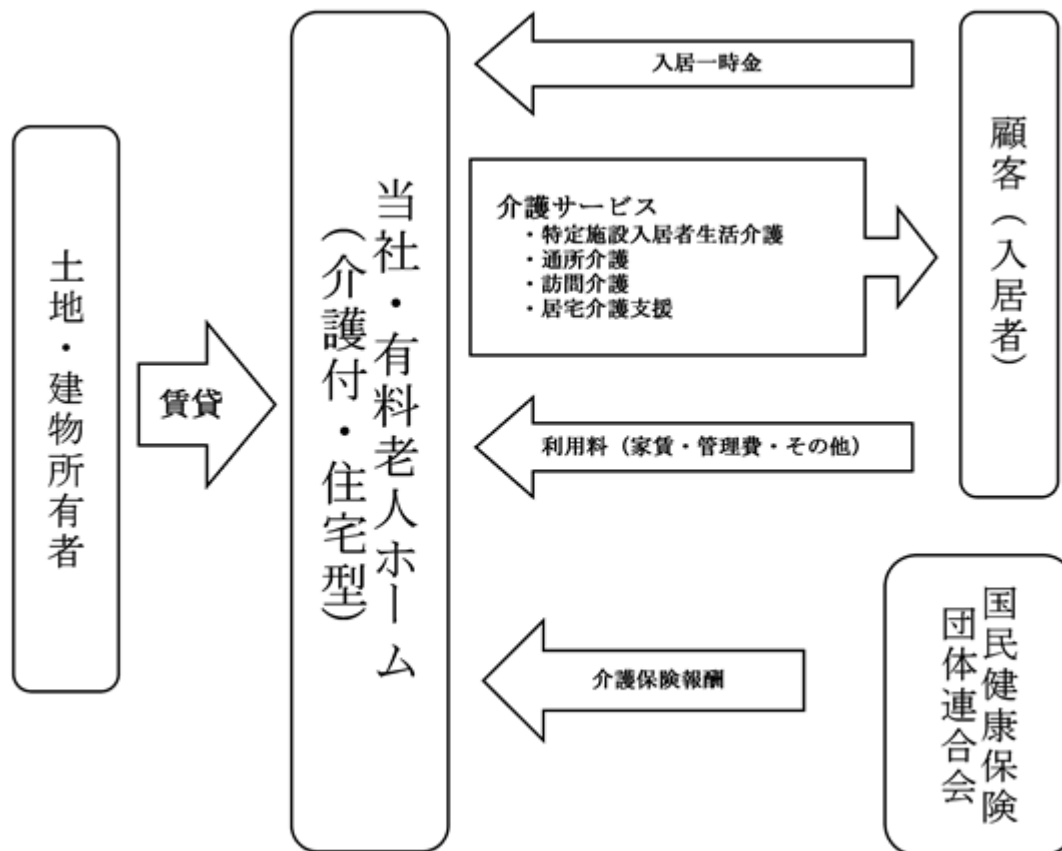 土地・建物所有者
賃貸
当社・有料老人ホーム
（介護付・住宅型）
入居一時金
介護サービス
・特定施設入居者生活介護
・通所介護
・訪問介護
・居宅介護支援
利用料（家賃・管理費・その他）
介護保険報酬
顧客（入居者）
国民健康保険
団体連合会